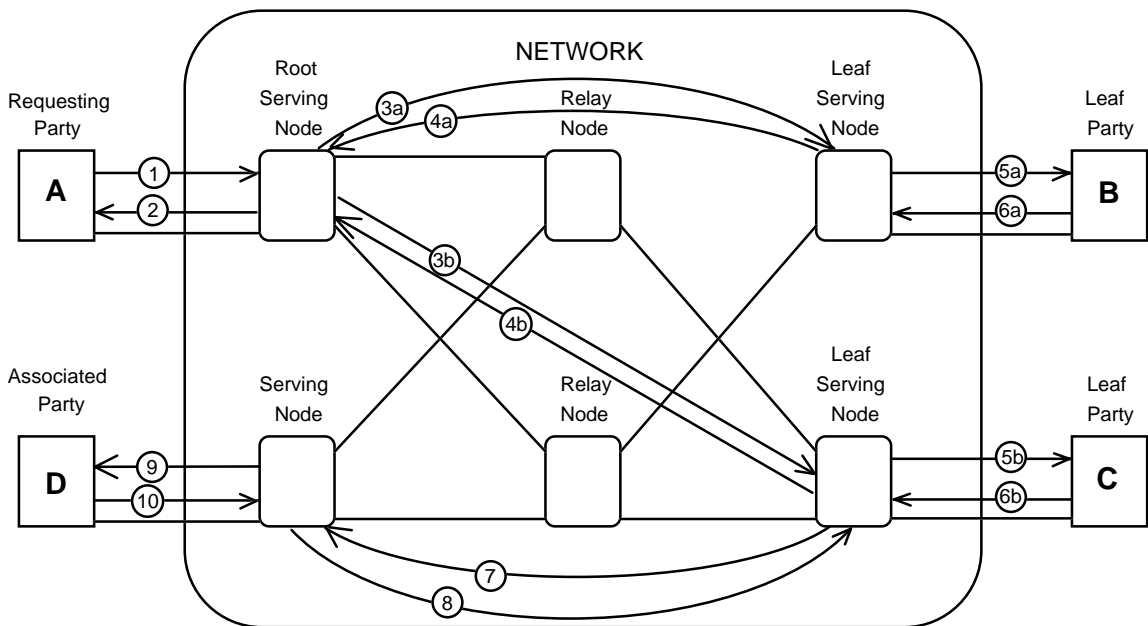 NETWORK
Root
Serving
Node
Leaf
Serving
Node
Requesting
Party
3a
4a
Relay
Node
Leaf
Party
A
1
2
5a
6a
B
3b
4b
Associated
Party
Serving
Node
Relay
Node
Leaf
Serving
Node
Leaf
Party
D
9
10
5b
6b
C
7
8